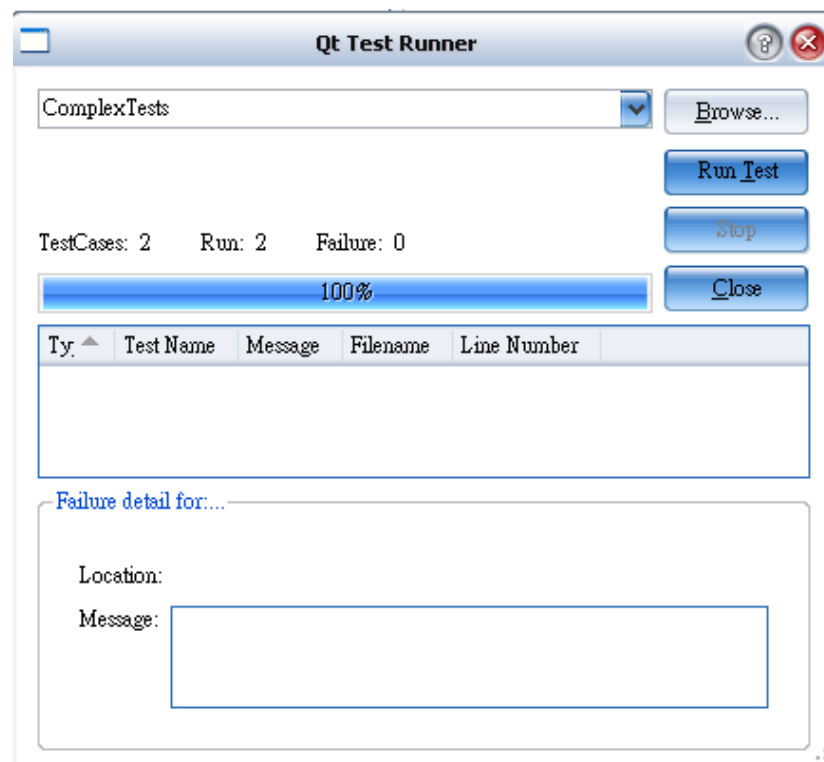 Qt Test Runner
ComplexTests
Browse...
Run Test
TestCases: 2 Run: 2 Failure: 0
Stop
100%
Close
Ty. Test Name Message Filename Line Number
Failure detail for:...
Location:
Message: